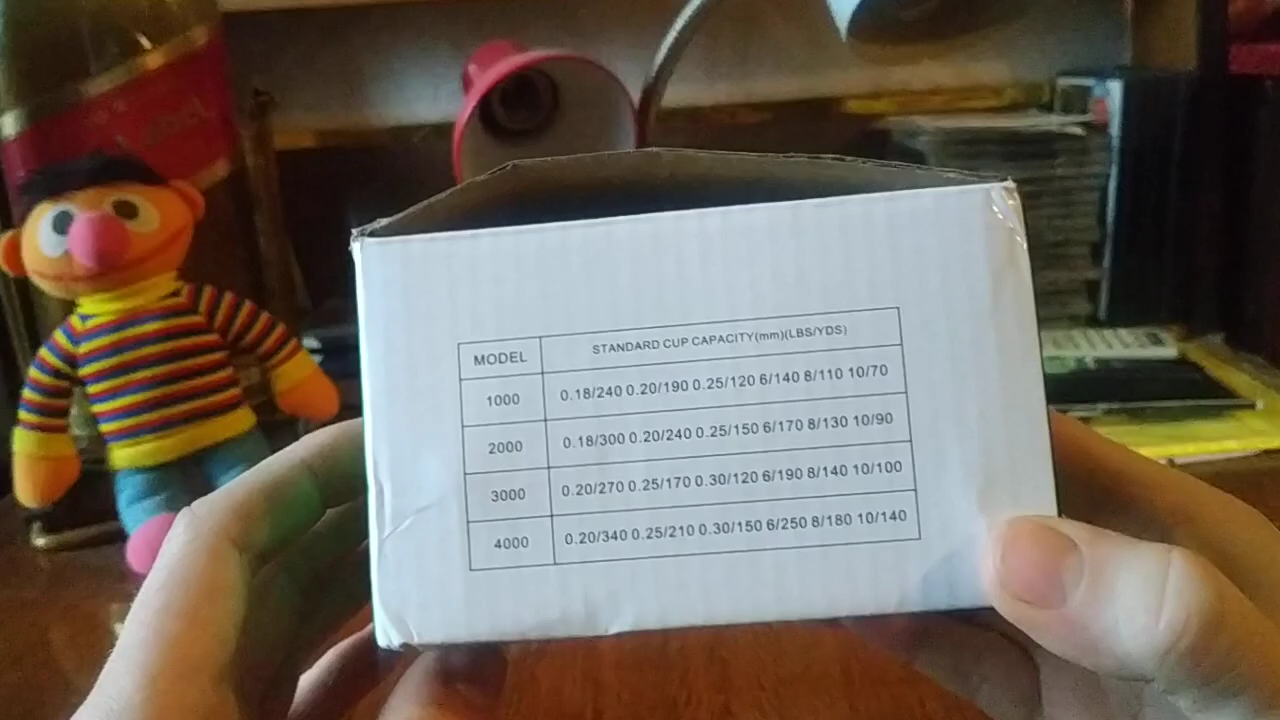 MODEL STANDARD CUP CAPACITY(mm)(LBS/YDS)
1000 0.18/240 0.20/190 0.25/120 6/140 8/110 10/70
2000 0.18/300 0.20/240 0.25/150 6/170 8/130 10/90
3000 0.20/270 0.25/170 0.30/120 6/190 8/140 10/100
4000 0.20/340 0.25/210 0.30/150 6/250 8/180 10/140